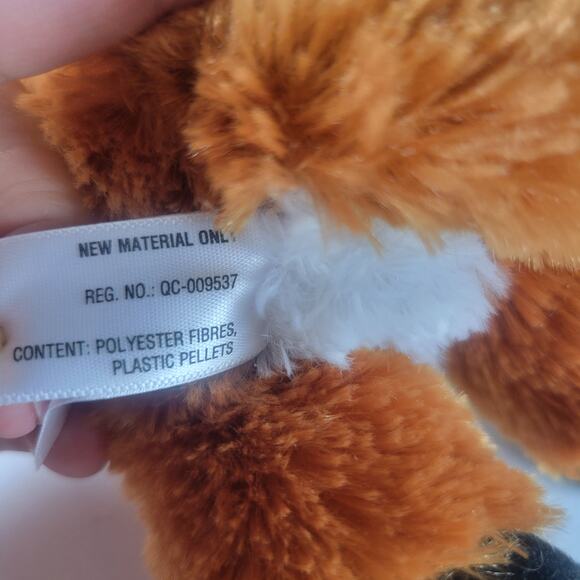 NEW MATERIAL ONLY
REG. NO.: QC-009537
CONTENT: POLYESTER FIBRES,
PLASTIC PELLETS